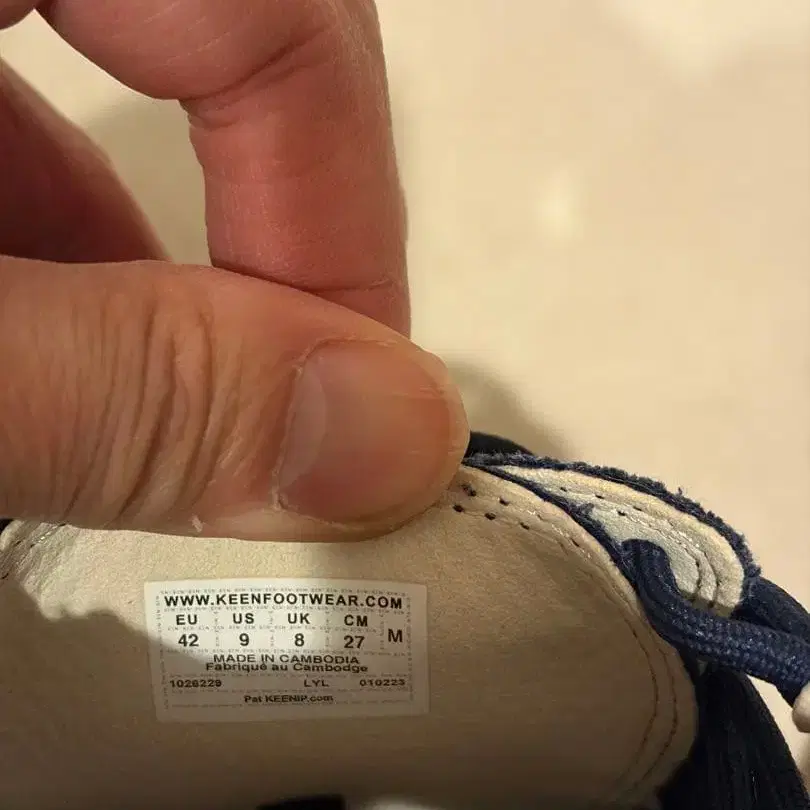 WWW.KEENFOOTWEAR.COM
EU US UK CM M
42 9 8 27
MADE IN CAMBODIA
Fabriqué au Cambodge
1026229 LYL 010223
Pat KEENIP.com